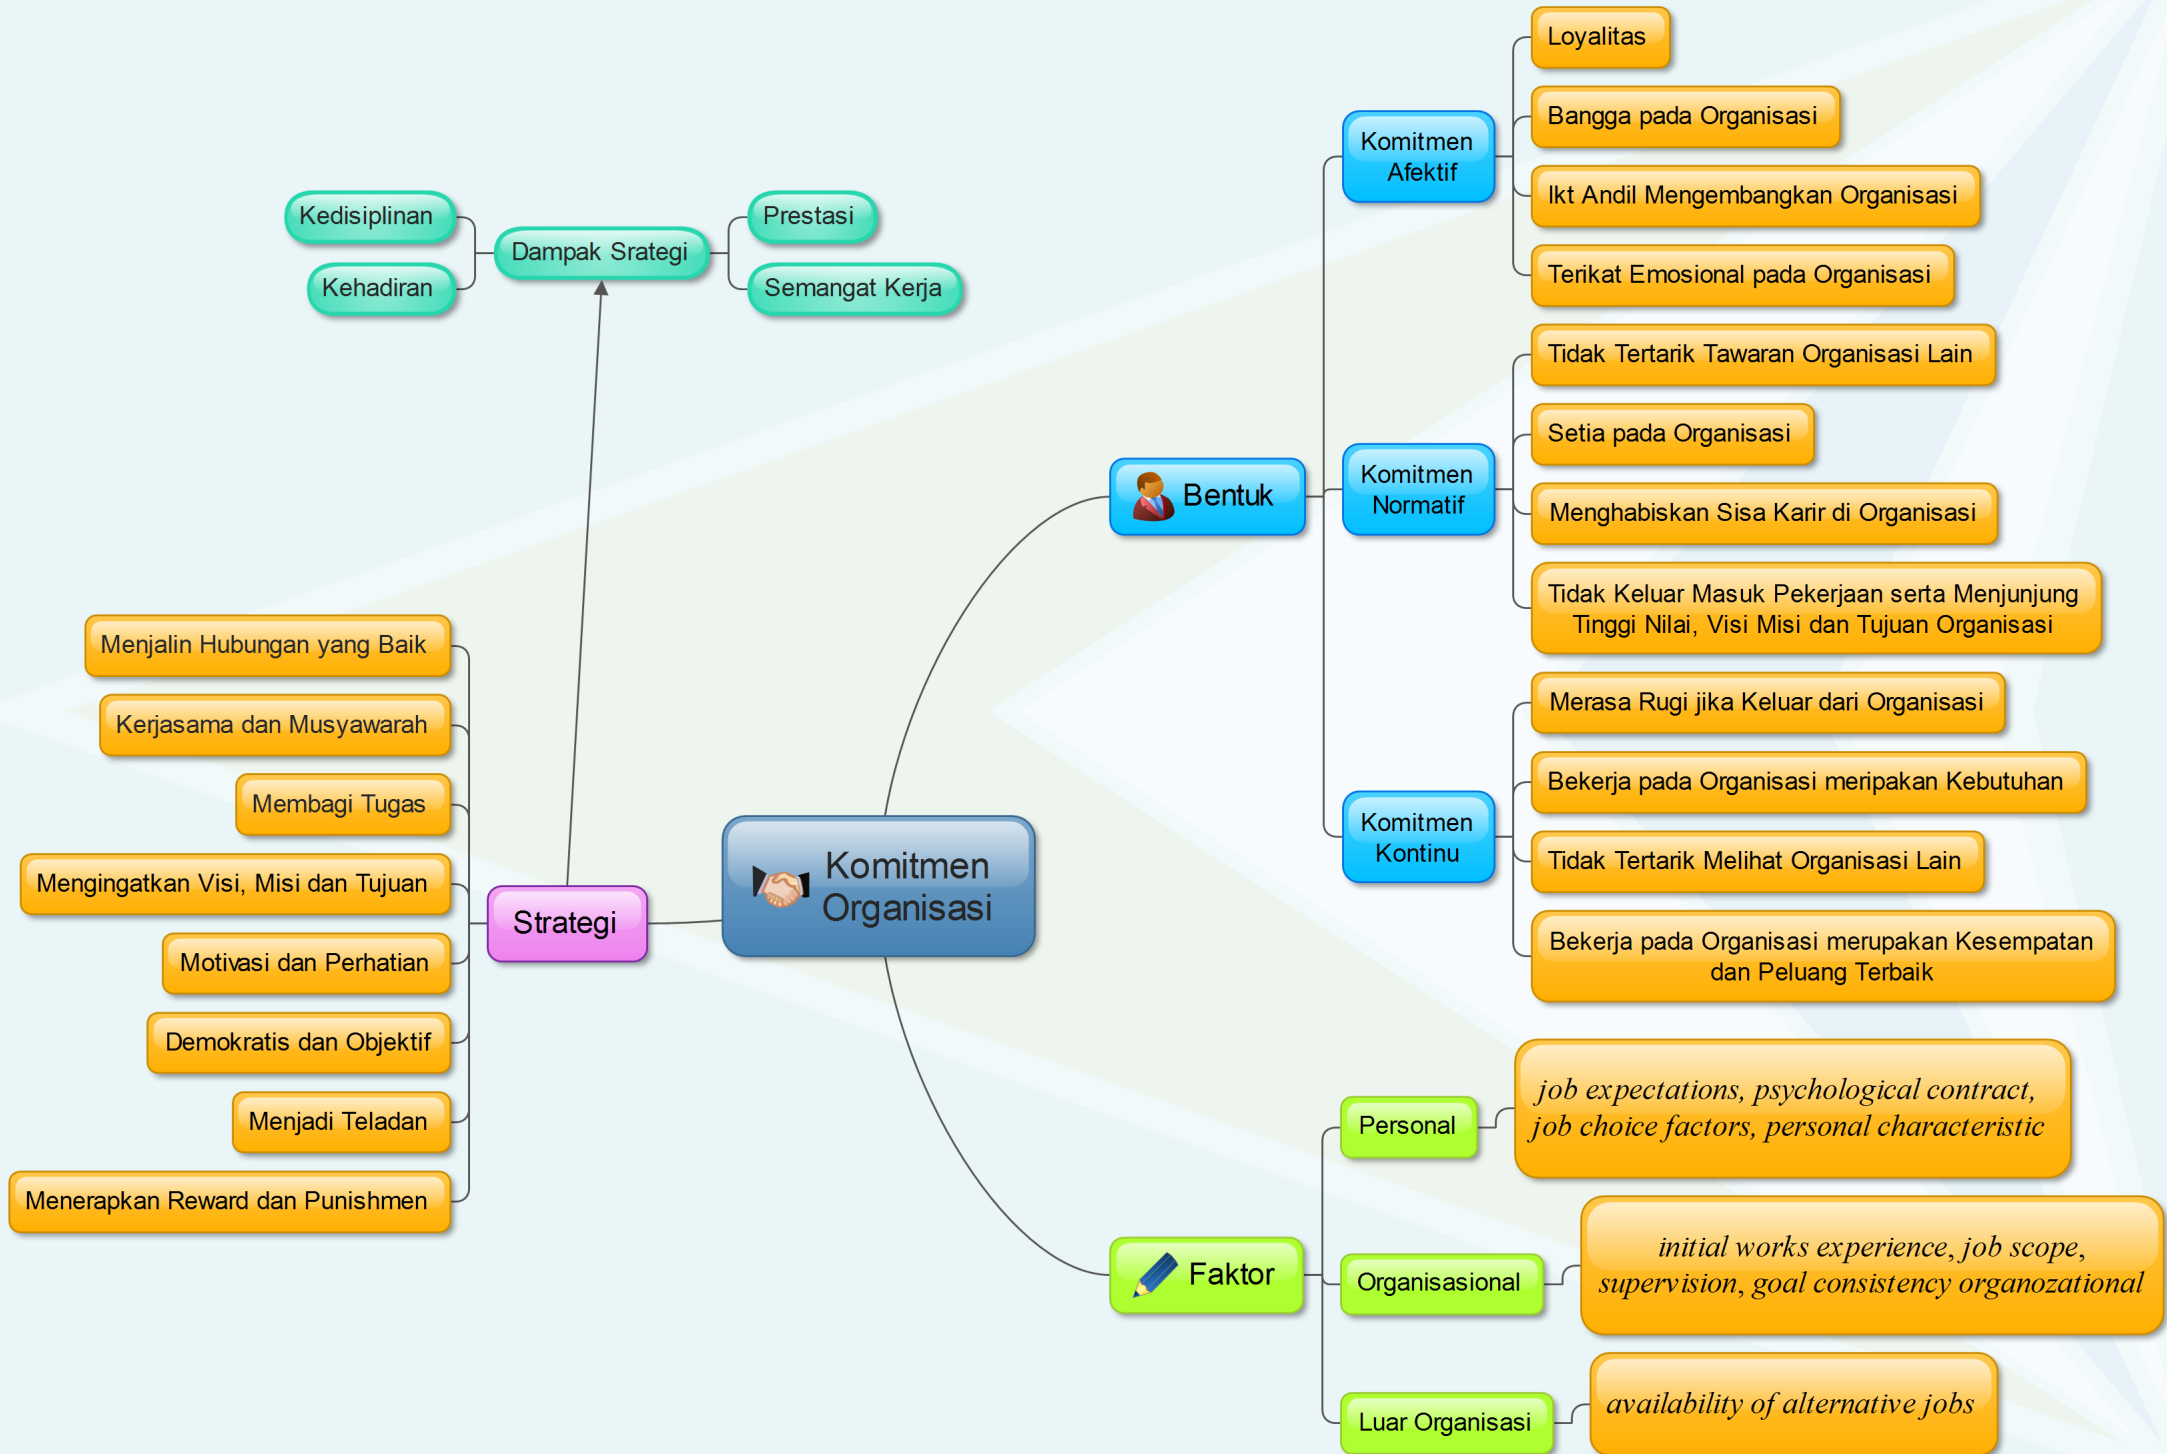 Komitmen
Organisasi
Bentuk
Komitmen
Afektif
Loyalitas
Bangga pada Organisasi
Ikt Andil Mengembangkan Organisasi
Terikat Emosional pada Organisasi
Komitmen
Normatif
Tidak Tertarik Tawaran Organisasi Lain
Setia pada Organisasi
Menghabiskan Sisa Karir di Organisasi
Tidak Keluar Masuk Pekerjaan serta Menjunjung
Tinggi Nilai, Visi Misi dan Tujuan Organisasi
Komitmen
Kontinu
Merasa Rugi jika Keluar dari Organisasi
Bekerja pada Organisasi meripakan Kebutuhan
Tidak Tertarik Melihat Organisasi Lain
Bekerja pada Organisasi merupakan Kesempatan
dan Peluang Terbaik
Faktor
Personal
job expectations, psychological contract,
job choice factors, personal characteristic
Organisasional
initial works experience, job scope,
supervision, goal consistency organozational
Luar Organisasi
availability of alternative jobs
Strategi
Menjalin Hubungan yang Baik
Kerjasama dan Musyawarah
Membagi Tugas
Mengingatkan Visi, Misi dan Tujuan
Motivasi dan Perhatian
Demokratis dan Objektif
Menjadi Teladan
Menerapkan Reward dan Punishmen
Dampak Srategi
Kedisiplinan
Kehadiran
Prestasi
Semangat Kerja